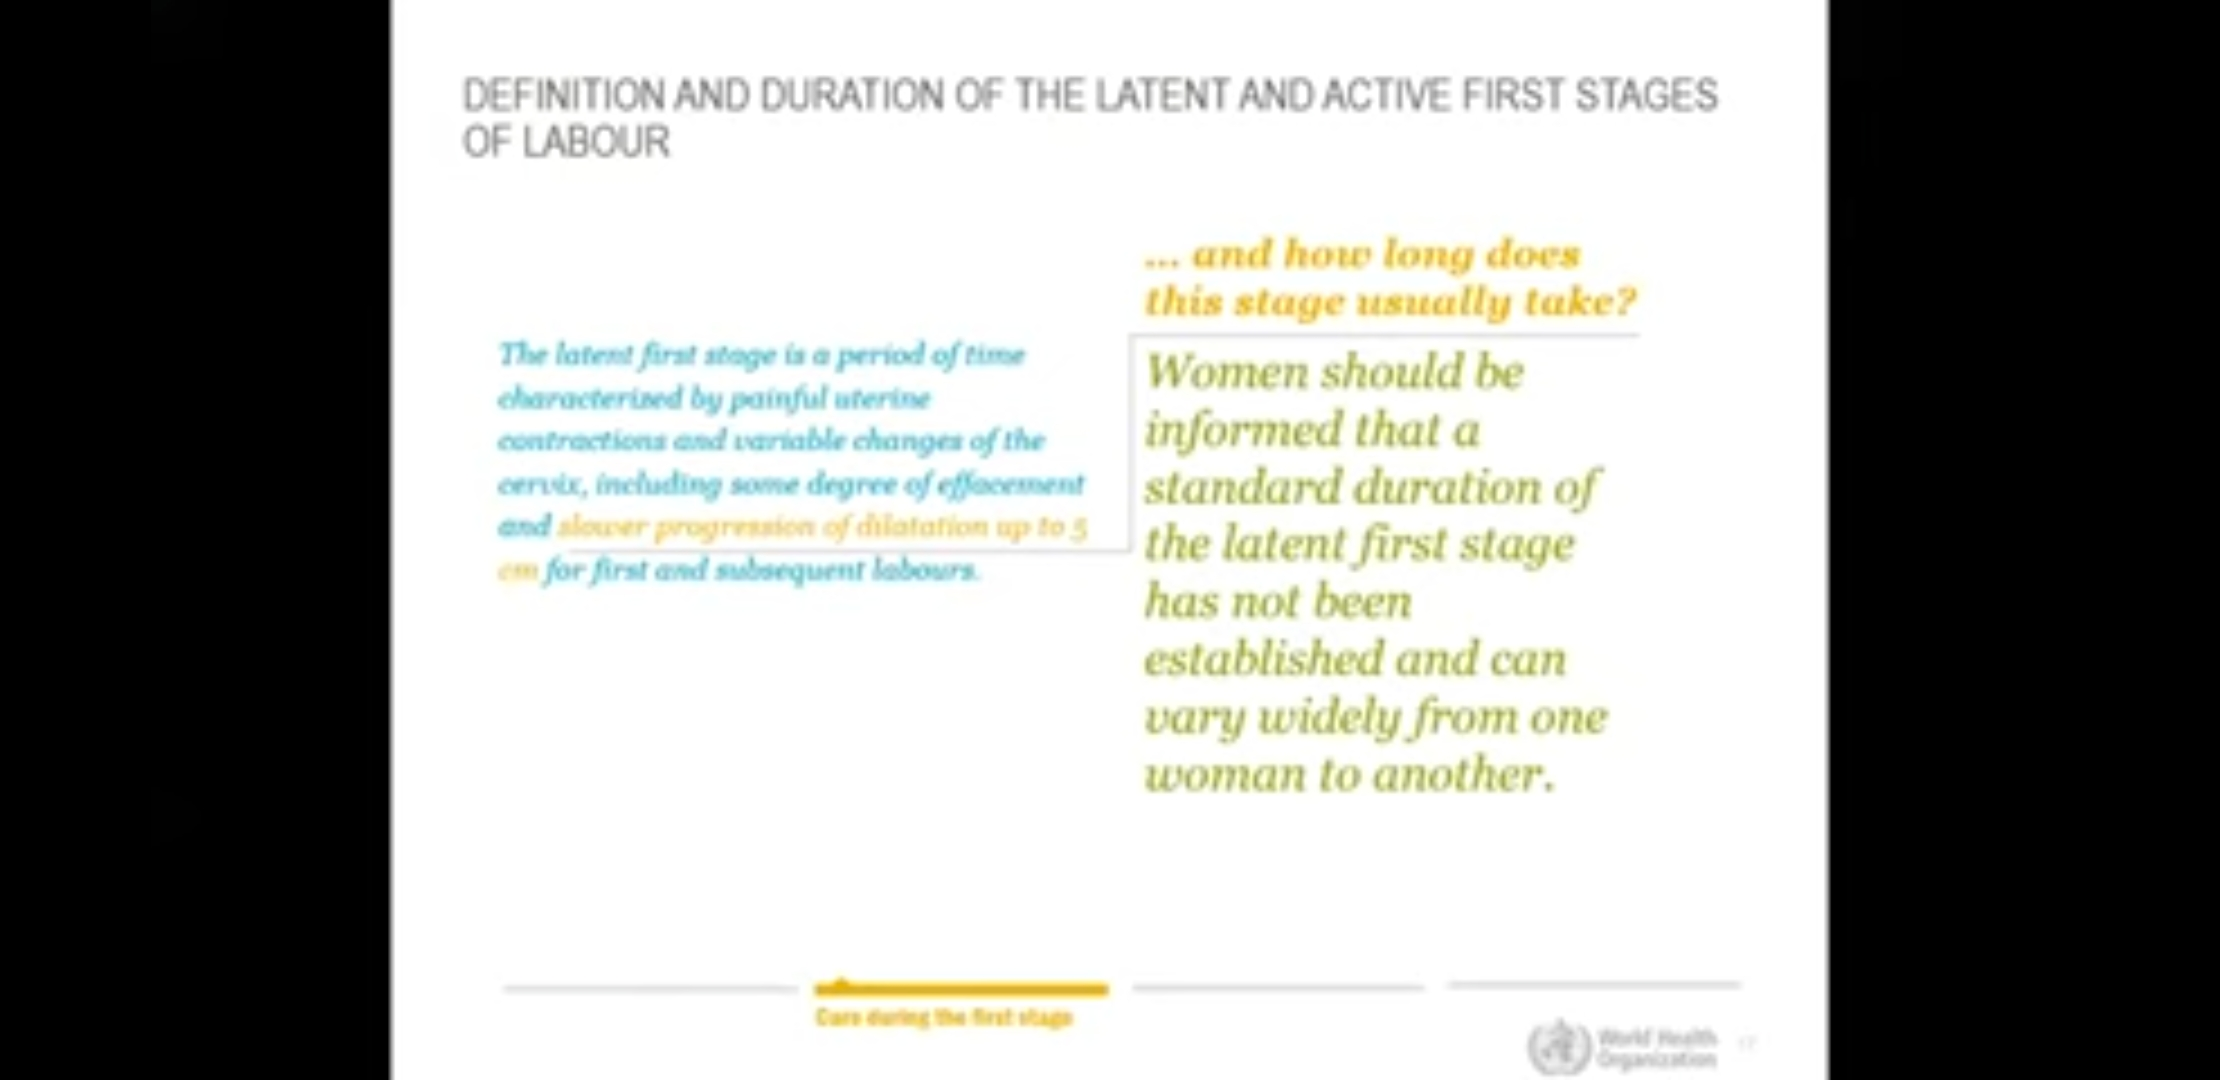 DEFINITION AND DURATION OF THE LATENT AND ACTIVE FIRST STAGES
OF LABOUR
The latent first stage is a period of time
characterized by painful uterine
contractions and variable changes of the
cervix, including some degree of effacement
and slower progression of dilatation up to 5
cm for first and subsequent labours.
... and how long does
this stage usually take?
Women should be
informed that a
standard duration of
the latent first stage
has not been
established and can
vary widely from one
woman to another.
Care during the first stage
World Health
Organization